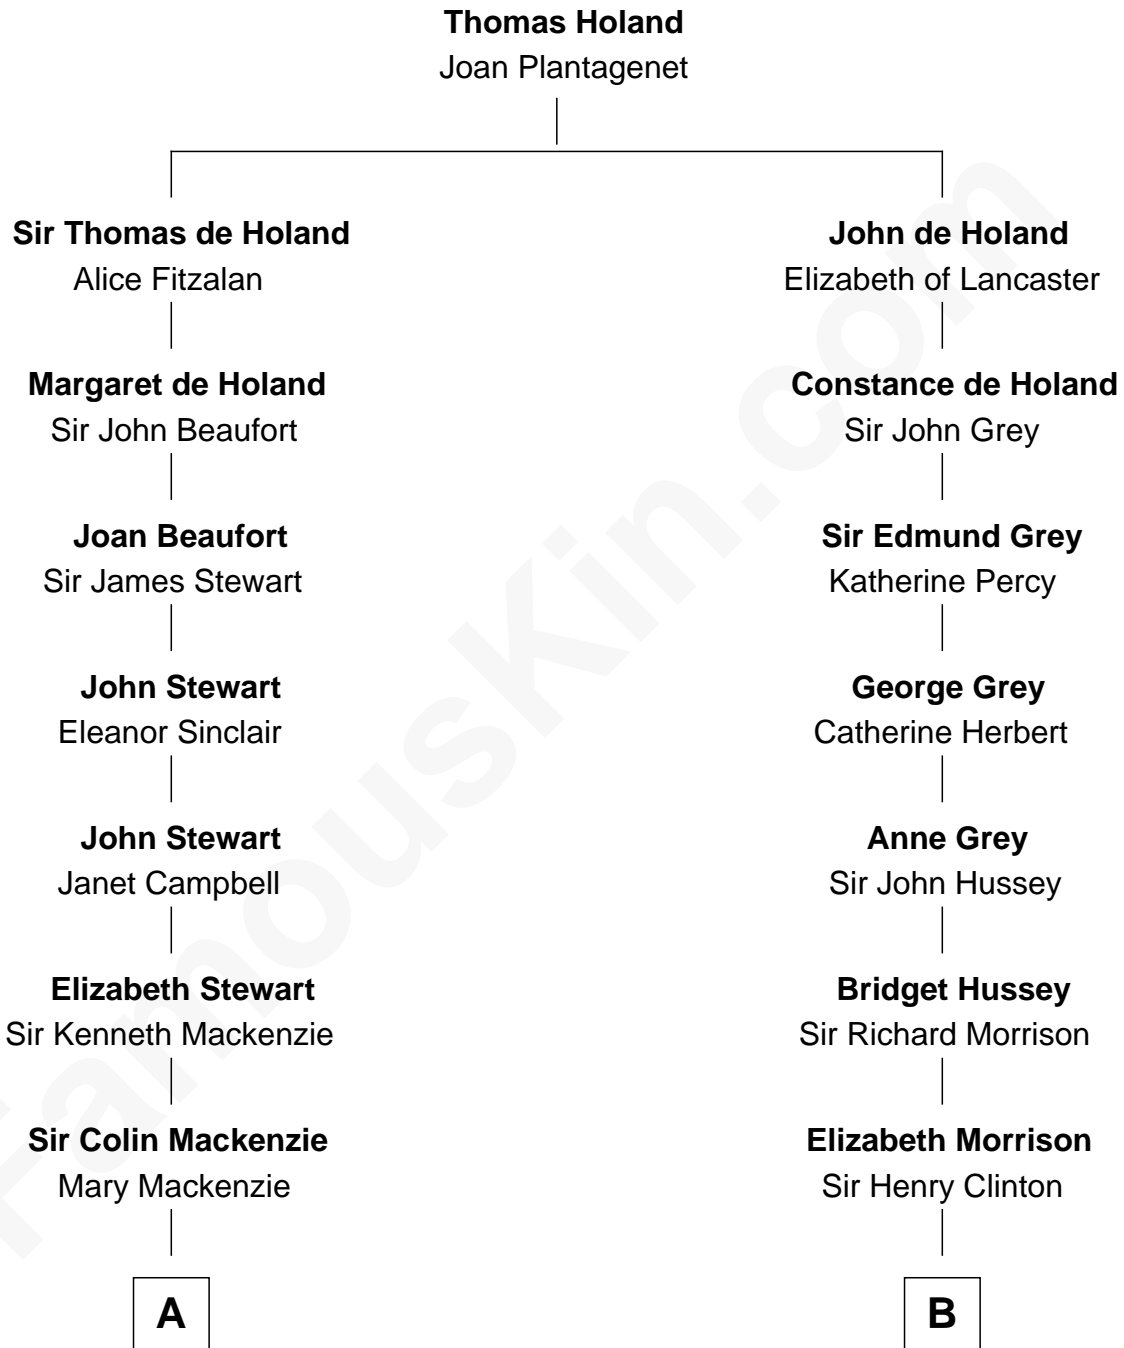 Thomas Holand
Joan Plantagenet
Sir Thomas de Holand
Alice Fitzalan
John de Holand
Elizabeth of Lancaster
Margaret de Holand
Sir John Beaufort
Constance de Holand
Sir John Grey
Joan Beaufort
Sir James Stewart
Sir Edmund Grey
Katherine Percy
John Stewart
Eleanor Sinclair
George Grey
Catherine Herbert
John Stewart
Janet Campbell
Anne Grey
Sir John Hussey
Elizabeth Stewart
Sir Kenneth Mackenzie
Bridget Hussey
Sir Richard Morrison
Sir Colin Mackenzie
Mary Mackenzie
Elizabeth Morrison
Sir Henry Clinton
A
B
FamousKin.com